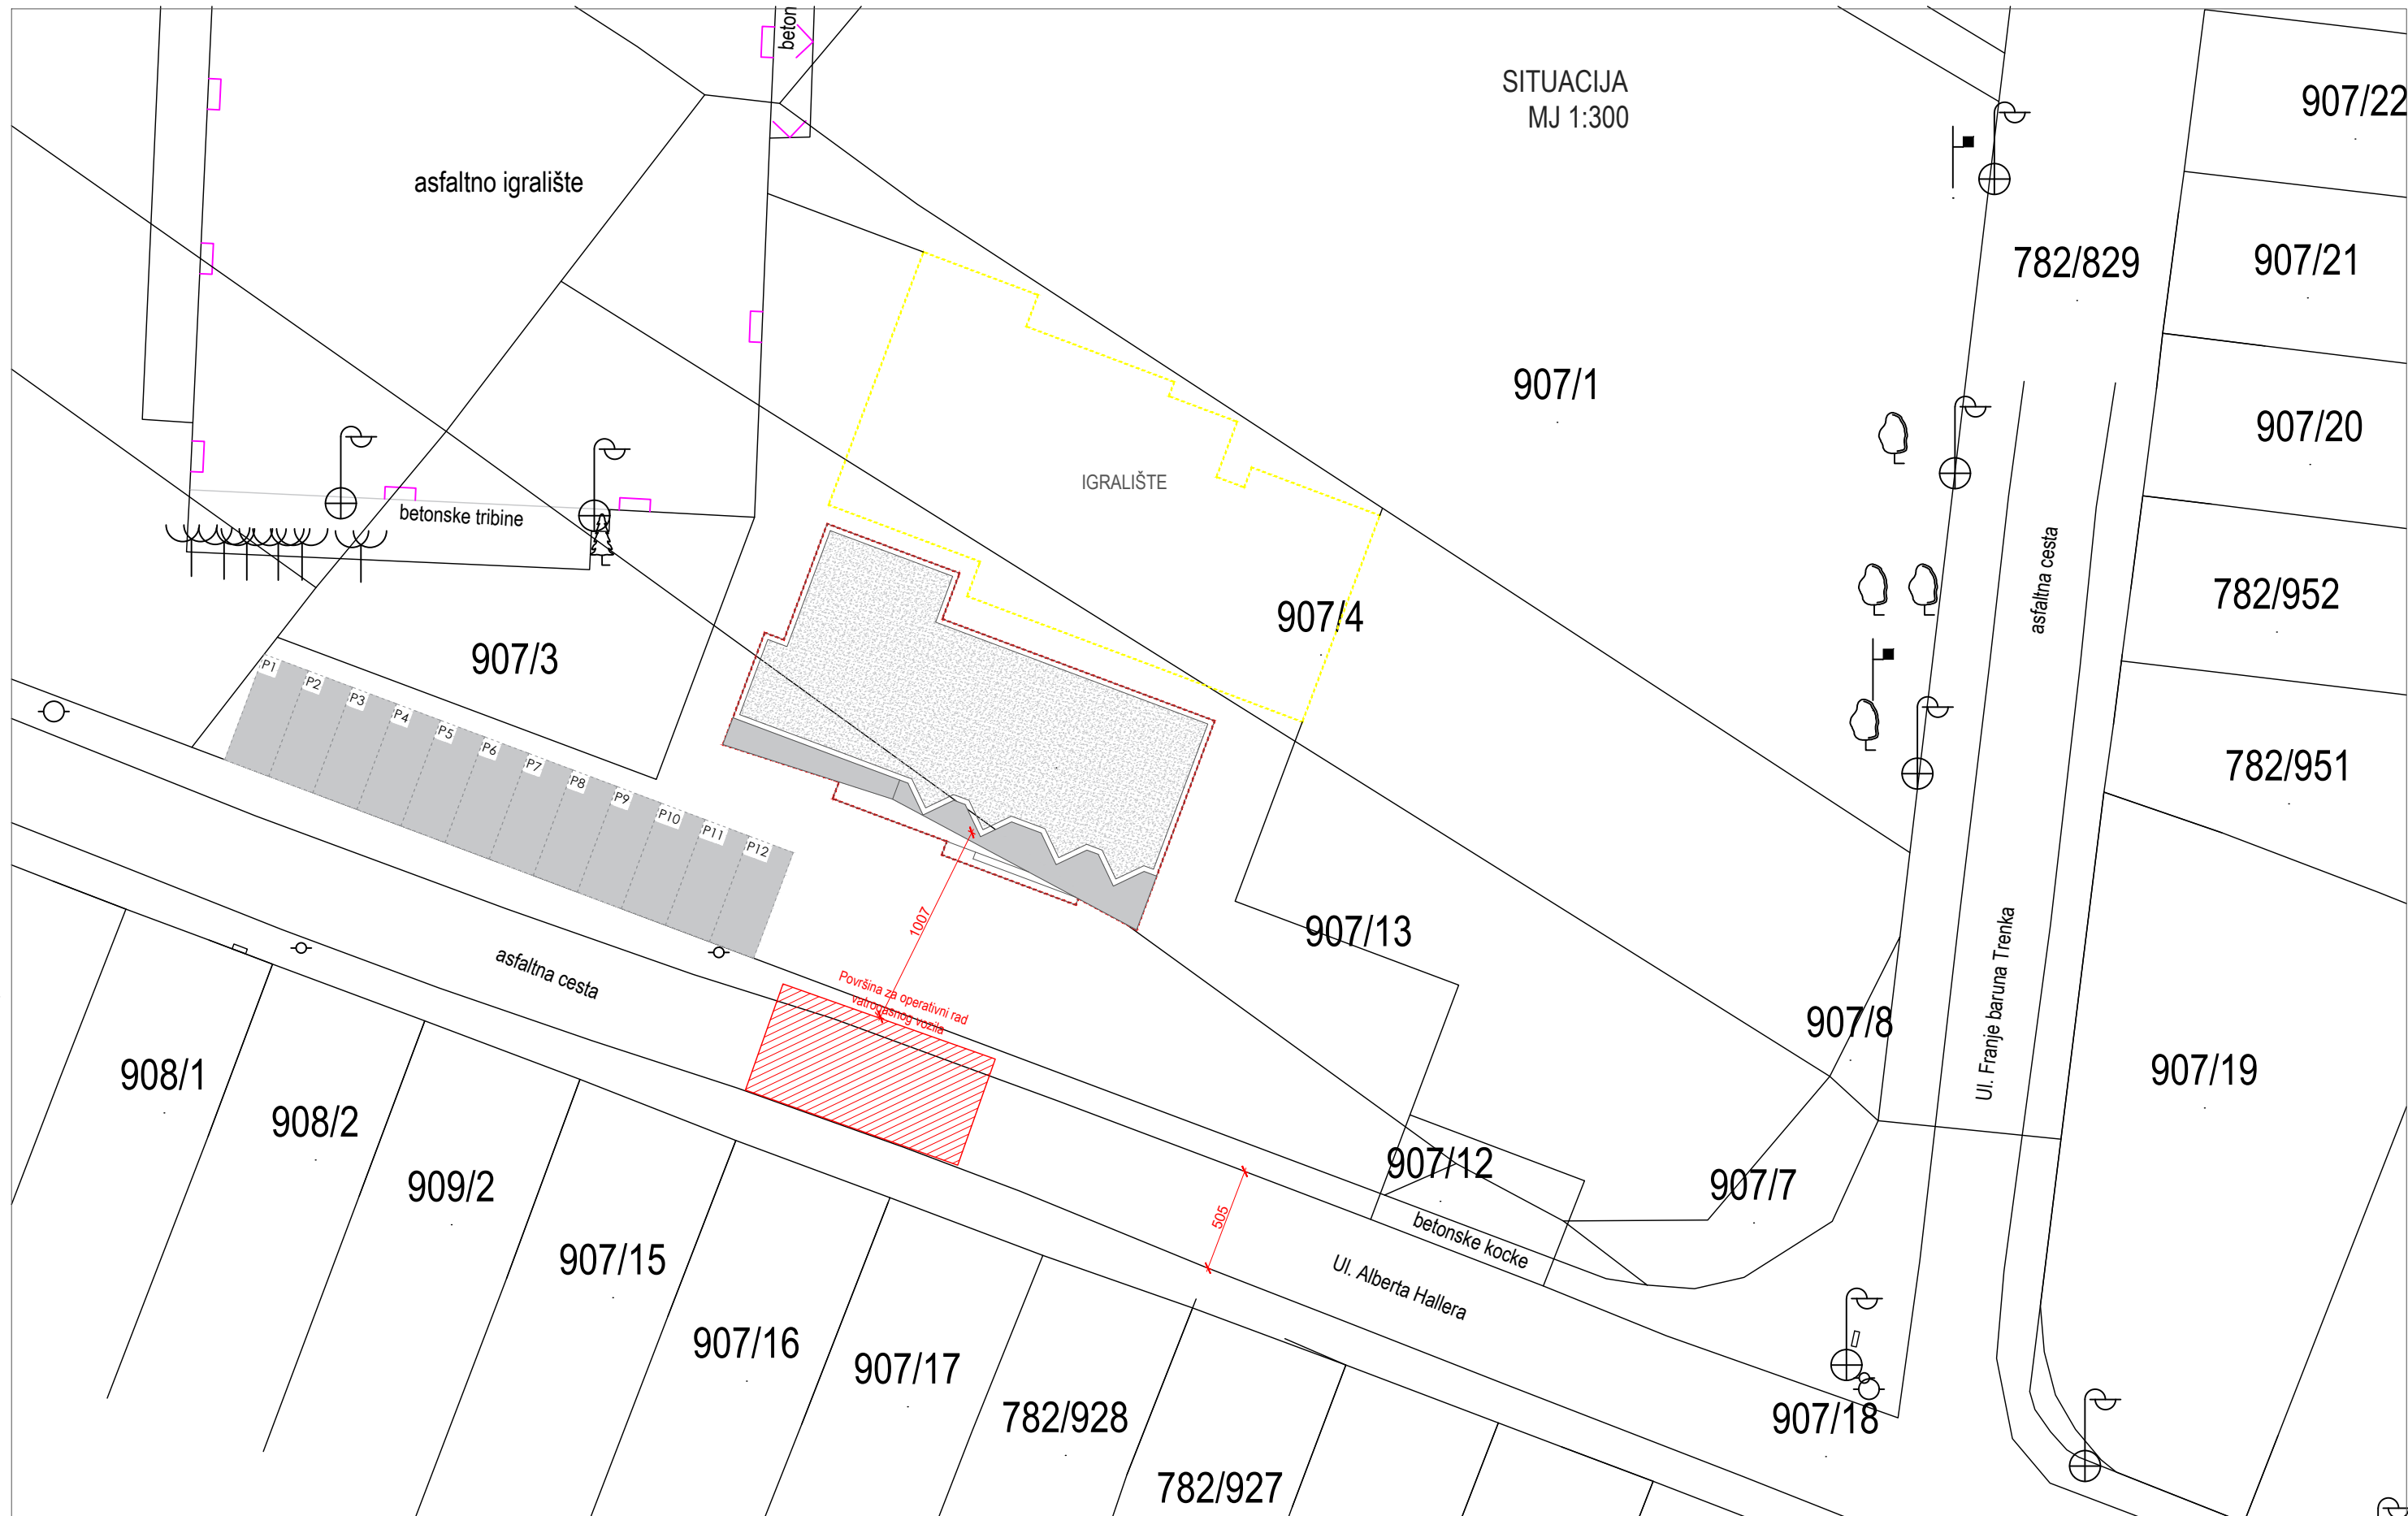 beton
SITUACIJA
MJ 1:300
907/22
asfaltno igralište
782/829
907/21
907/1
907/20
IGRALIŠTE
betonske tribine
asfaltna cesta
782/952
907/4
907/3
P1
P2
P3
P4
P5
P6
P7
P8
P9
P10
P11
P12
782/951
1007
907/13
asfaltna cesta
Površina za operativni rad
vatrogasnog vozila
Ul. Franje baruna Trenka
907/8
908/1
907/19
908/2
907/12
909/2
907/7
505
betonske kocke
907/15
Ul. Alberta Hallera
907/16
907/17
782/928
907/18
782/927